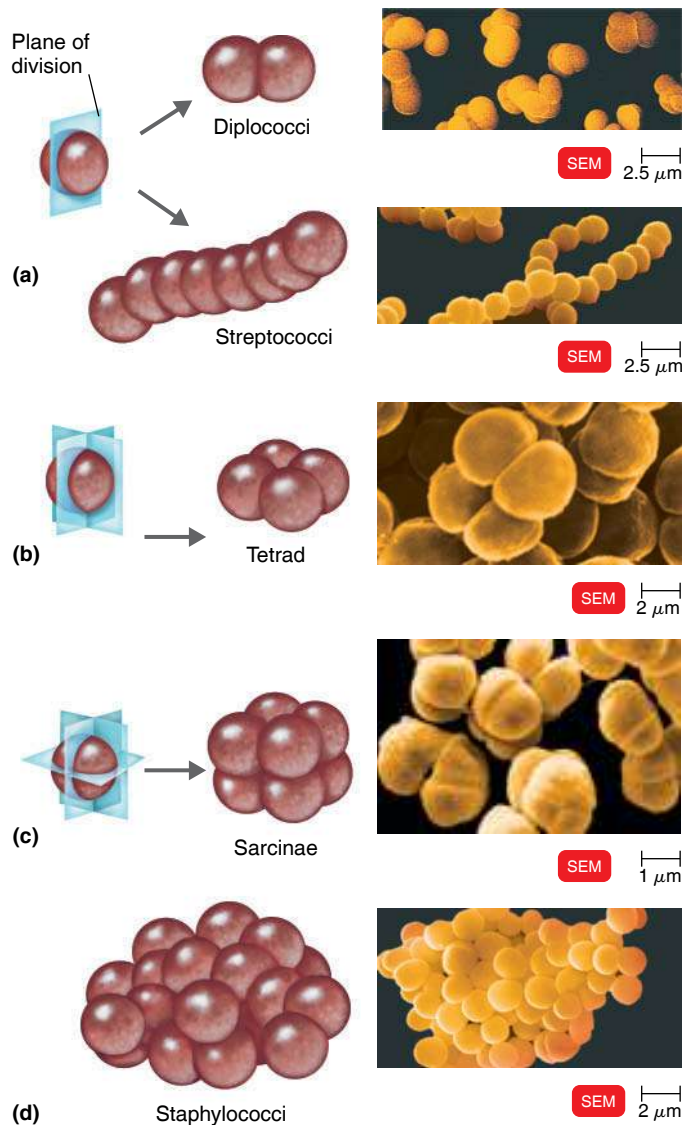 Plane of
division
Diplococci
SEM
2.5 μm
(a)
Streptococci
SEM
2.5 μm
(b)
Tetrad
SEM
2 μm
(c)
Sarcinae
SEM
1 μm
(d)
Staphylococci
SEM
2 μm